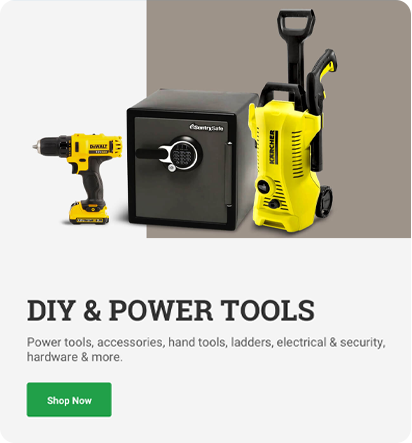 SentrySafe
DEWALT
KÄRCHER
DIY & POWER TOOLS
Power tools, accessories, hand tools, ladders, electrical & security,
hardware & more.
Shop Now